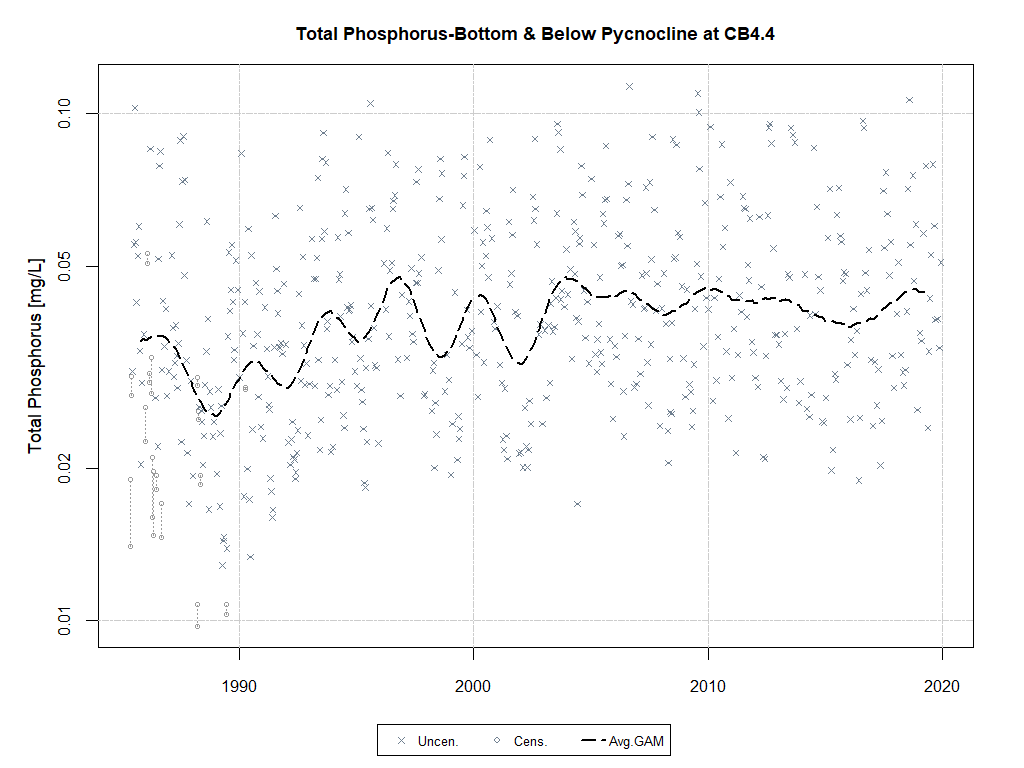 Total Phosphorus-Bottom & Below Pycnocline at CB4.4
Total Phosphorus [mg/L]
0.10
0.05
0.02
0.01
1990 2000 2010 2020
Uncen. Cens. Avg.GAM